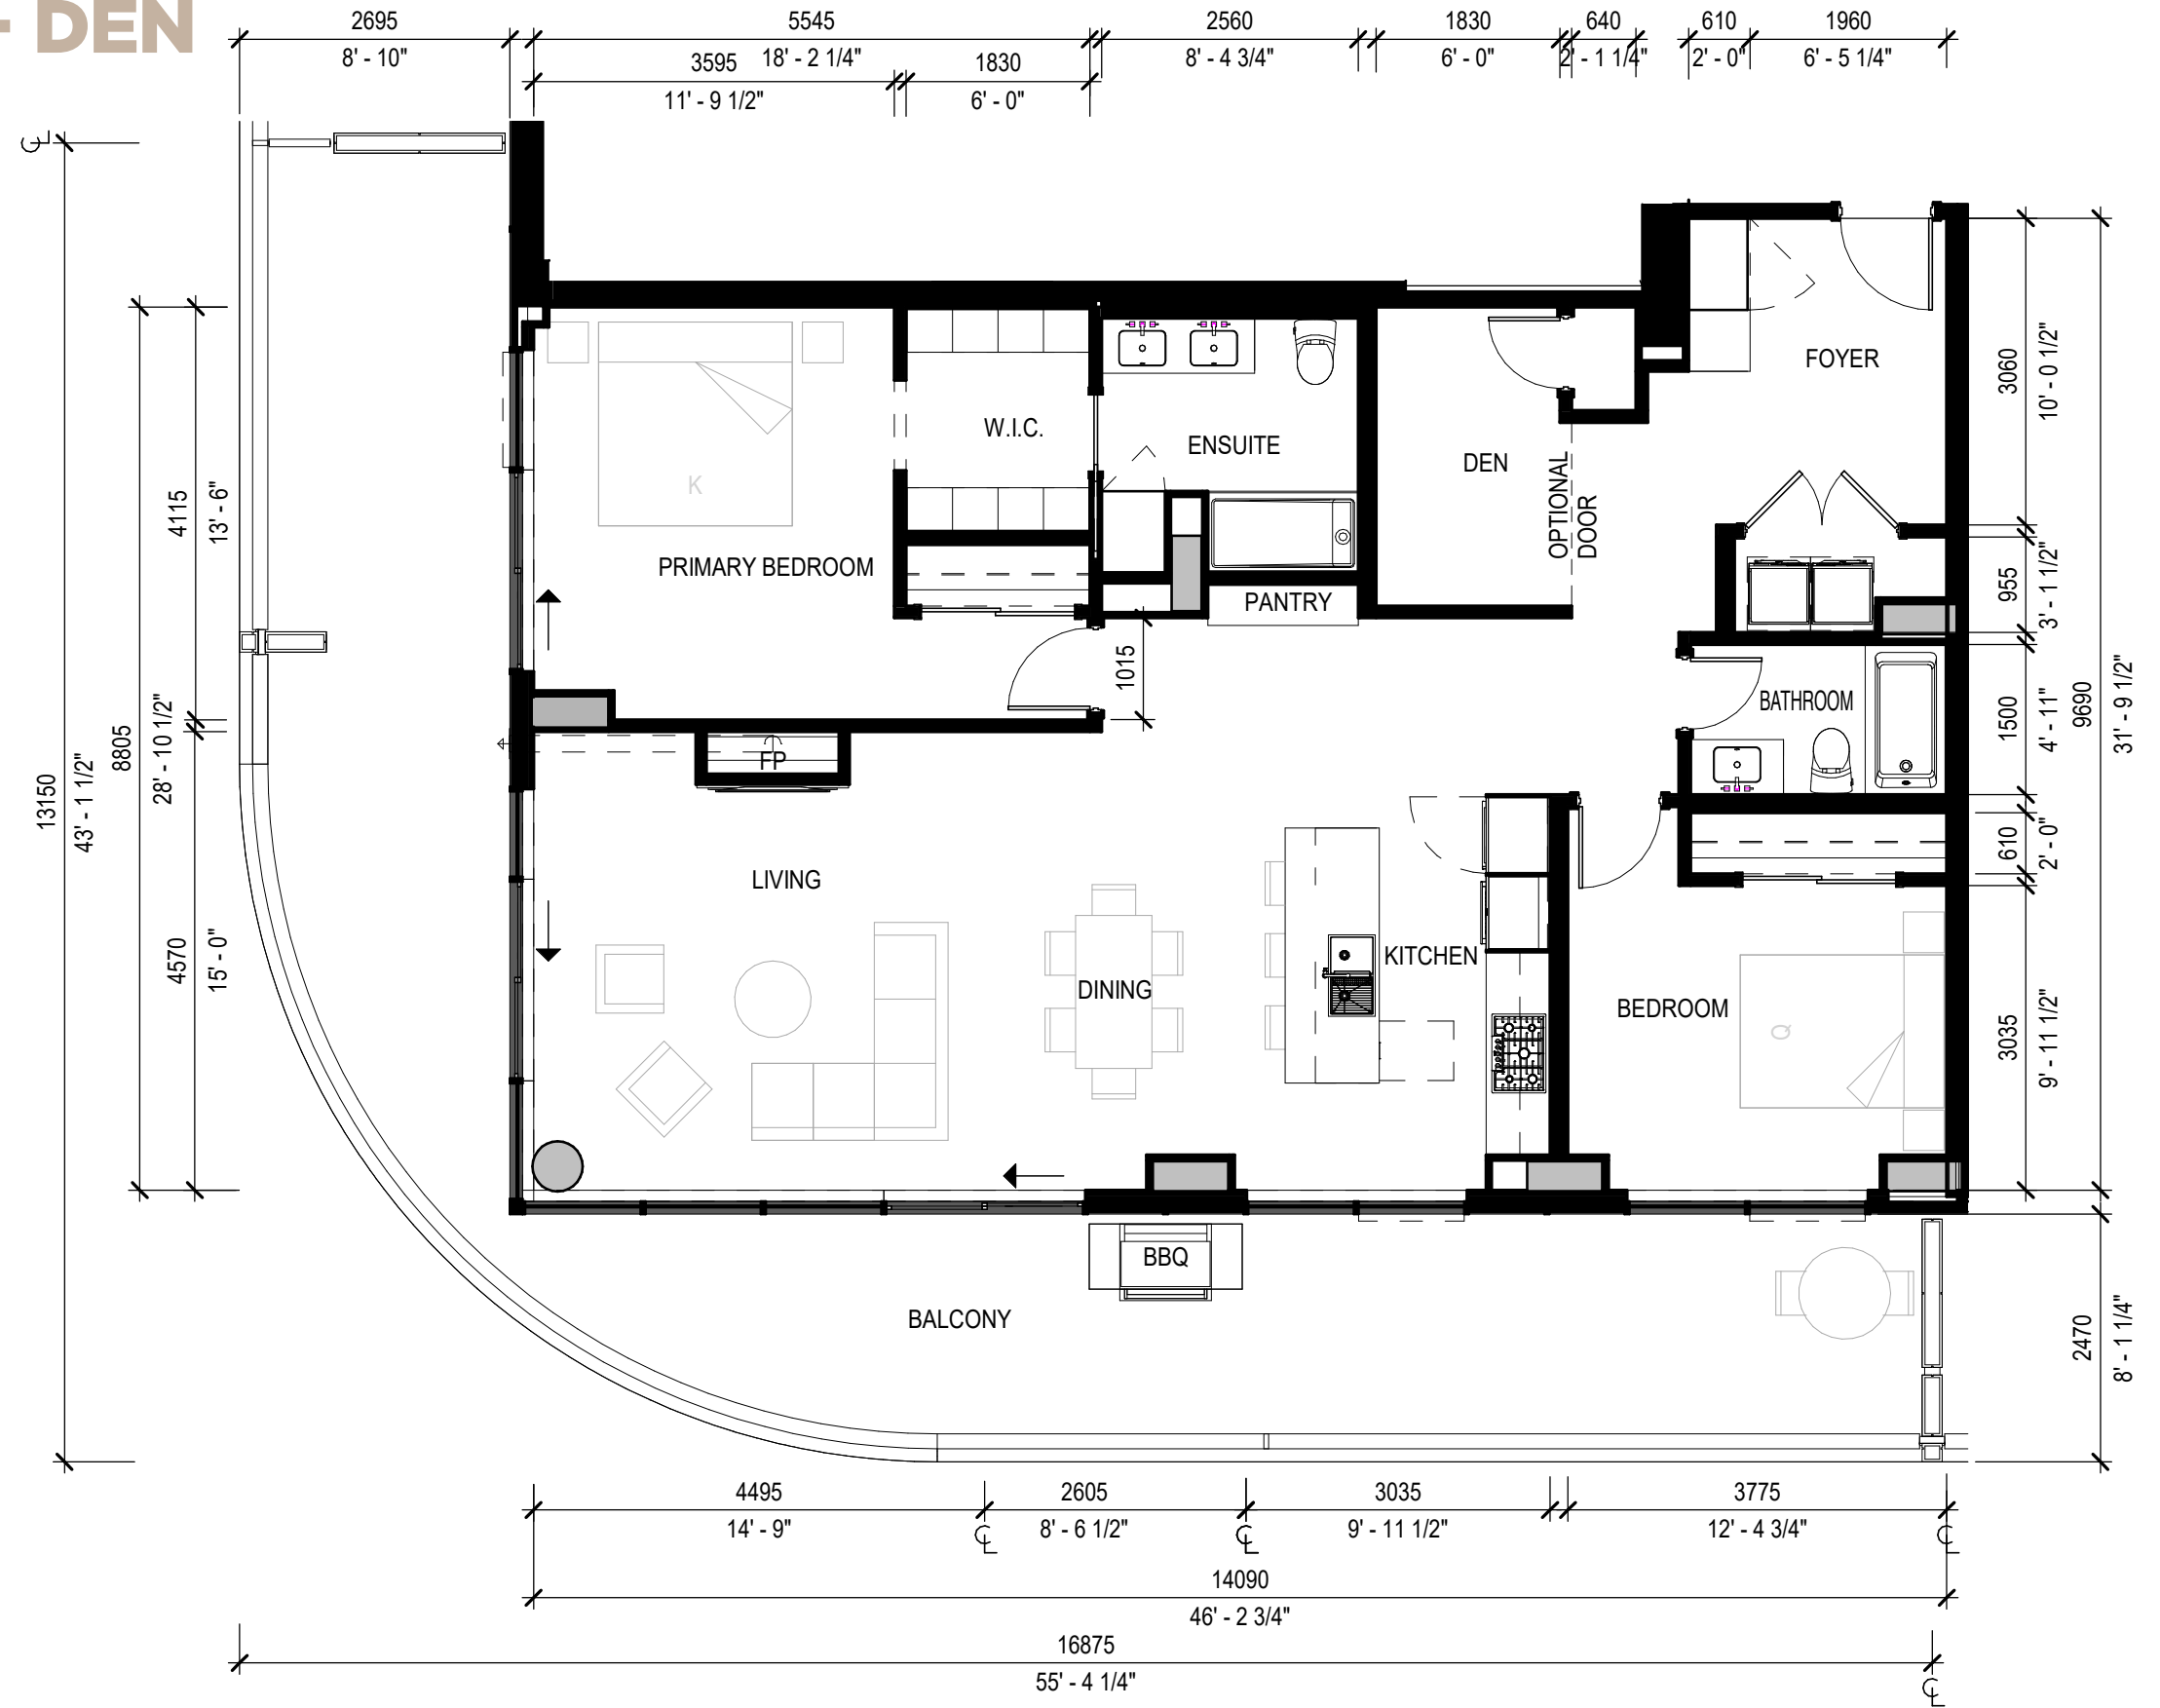 - DEN
2695
8' - 10"
5545
18' - 2 1/4"
2560
8' - 4 3/4"
1830
6' - 0"
640
2' - 1 1/4"
610
2' - 0"
1960
6' - 5 1/4"
3595
11' - 9 1/2"
1830
6' - 0"
13150
43' - 1 1/2"
8805
28' - 10 1/2"
4115
13' - 6"
4570
15' - 0"
W.I.C.
ENSUITE
DEN
OPTIONAL
DOOR
FOYER
K
PRIMARY BEDROOM
PANTRY
1015
BATHROOM
FP
LIVING
DINING
KITCHEN
BEDROOM
Q
BBQ
BALCONY
3060
10' - 0 1/2"
955
3' - 1 1/2"
1500
4' - 11"
610
2' - 0"
3035
9' - 11 1/2"
9690
31' - 9 1/2"
2470
8' - 1 1/4"
4495
14' - 9"
2605
8' - 6 1/2"
3035
9' - 11 1/2"
3775
12' - 4 3/4"
14090
46' - 2 3/4"
16875
55' - 4 1/4"